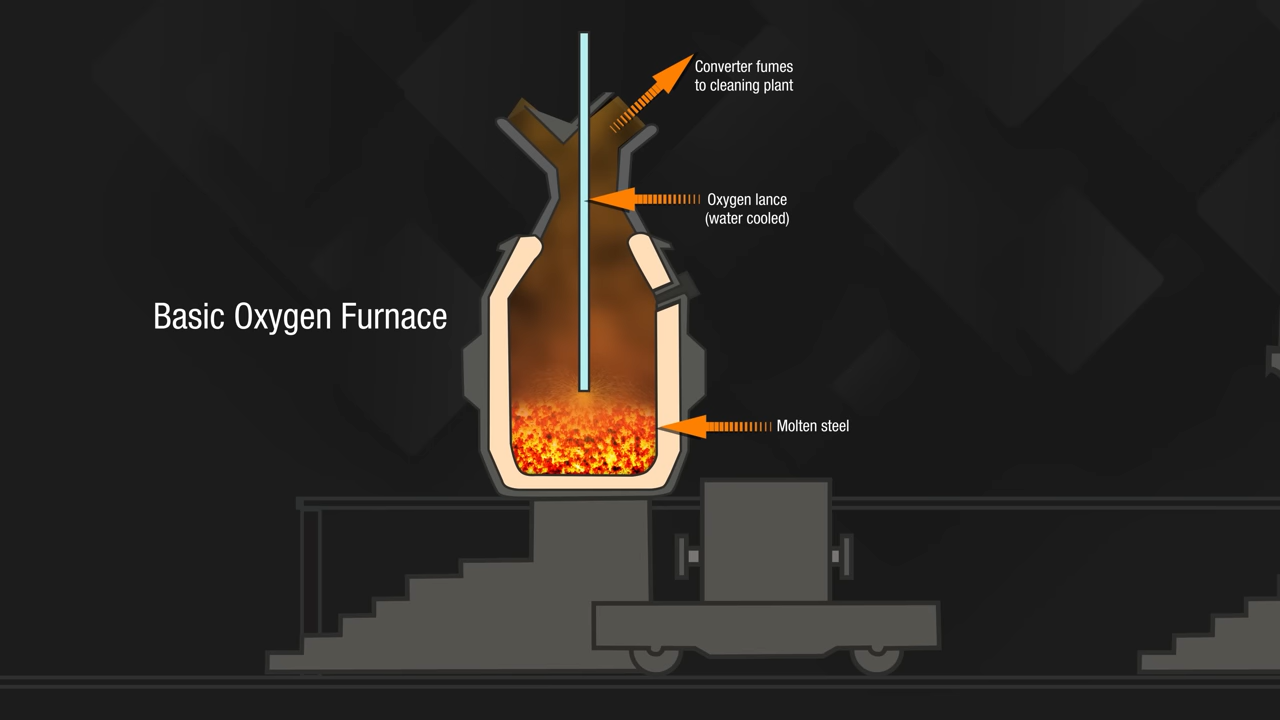 Converter fumes
to cleaning plant
Oxygen lance
(water cooled)
Basic Oxygen Furnace
Molten steel